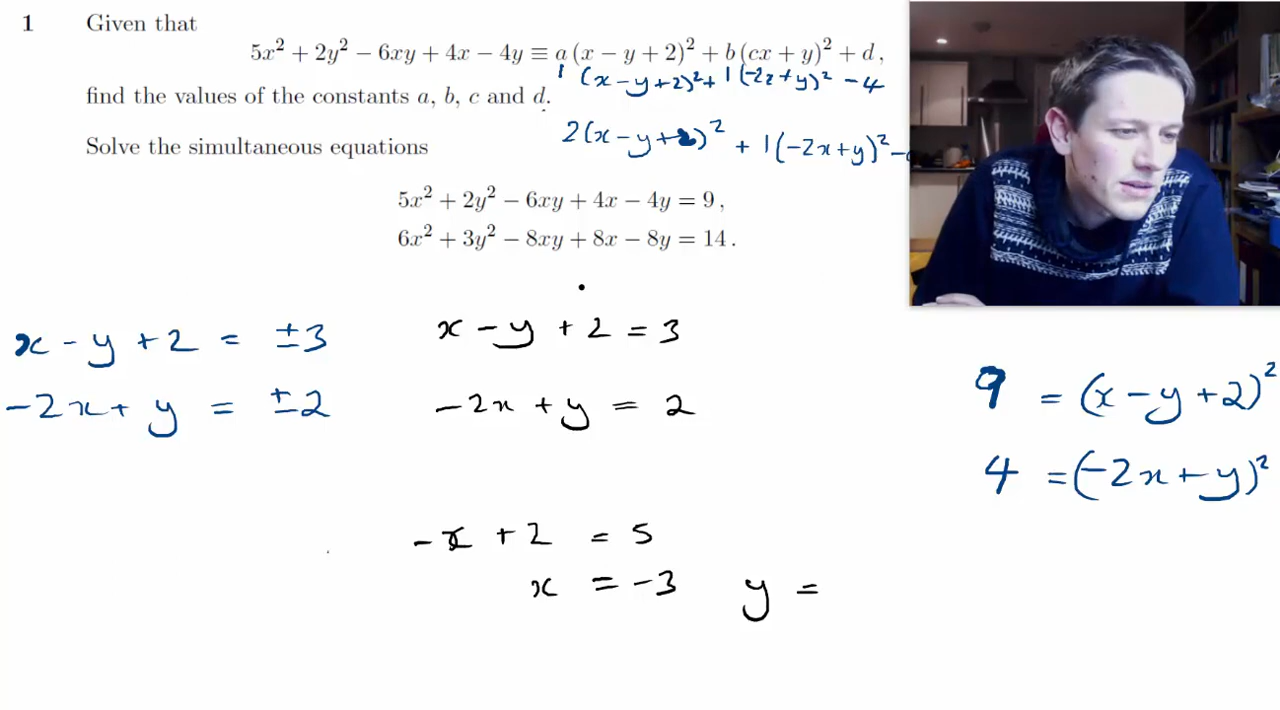 1 Given that
5x² + 2y² − 6xy + 4x − 4y ≡ a (x − y + 2)² + b (cx + y)² + d ,
1 (x − y + 2)² + 1 (−2x + y)² − 4
find the values of the constants a, b, c and d.
2(x − y + 2)² + 1(−2x + y)² −
Solve the simultaneous equations
5x² + 2y² − 6xy + 4x − 4y = 9 ,
6x² + 3y² − 8xy + 8x − 8y = 14 .
x − y + 2 = ±3
−2x + y = ±2
x − y + 2 = 3
−2x + y = 2
9 = (x − y + 2)²
4 = (−2x + y)²
−x + 2 = 5
x = −3 y =